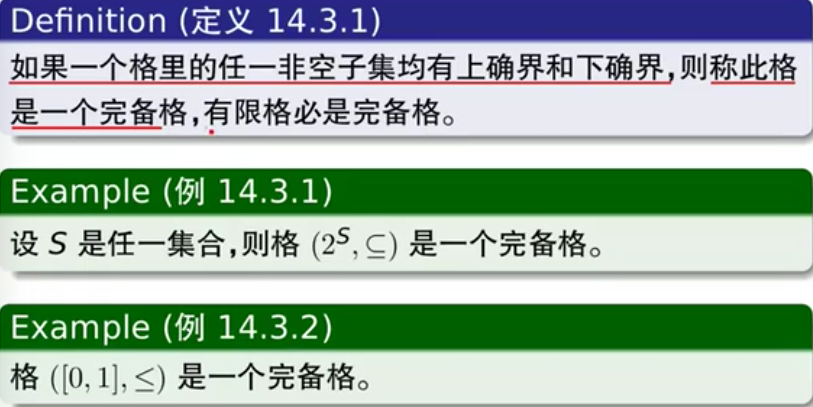 Definition (定义 14.3.1)
如果一个格里的任一非空子集均有上确界和下确界,则称此格
是一个完备格,有限格必是完备格。
Example (例 14.3.1)
设 S 是任一集合,则格 (2^S, ⊆) 是一个完备格。
Example (例 14.3.2)
格 ([0, 1], ≤) 是一个完备格。